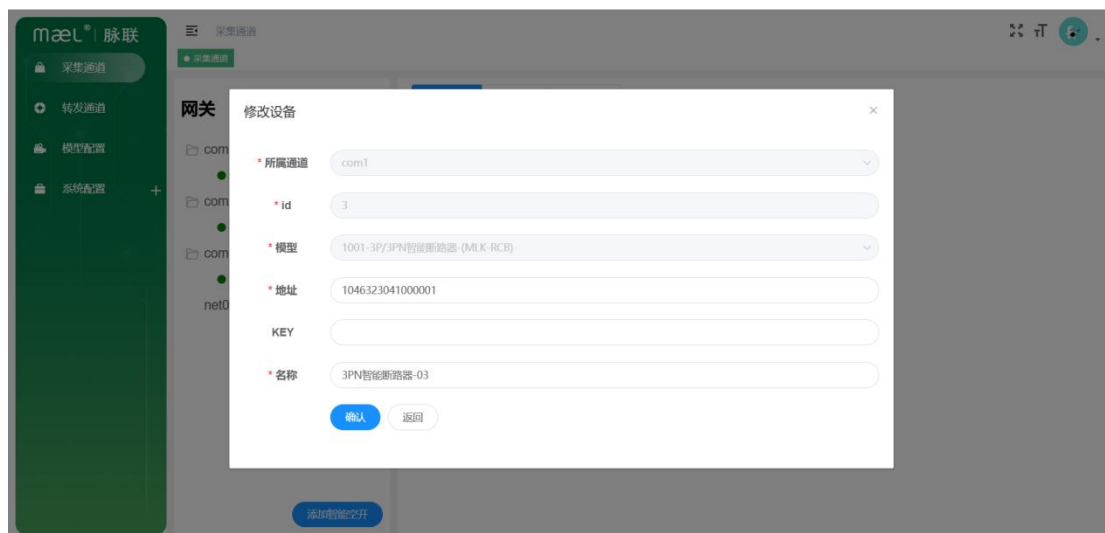 mæL® 脉联
采集通道
采集通道
采集通道
转发通道
模型配置
系统配置 +
网关
com
com
com
net0
添加智能空开
修改设备
* 所属通道 com1
* id 3
* 模型 1001-3P/3PN智能断路器-(MLK-RCB)
* 地址 1046323041000001
KEY
* 名称 3PN智能断路器-03
确认 返回